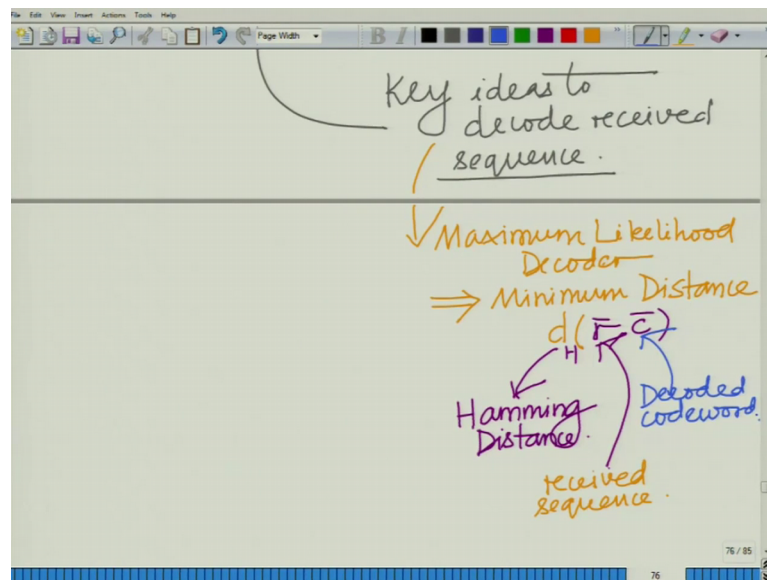 File Edit View Insert Actions Tools Help
Page Width
B I
Key ideas to
decode received
sequence.
Maximum Likelihood
Decoder
⇒ Minimum Distance
d_H(r̄, c̄)
Hamming
Distance.
Decoded
codeword.
received
sequence.
76 / 85
76